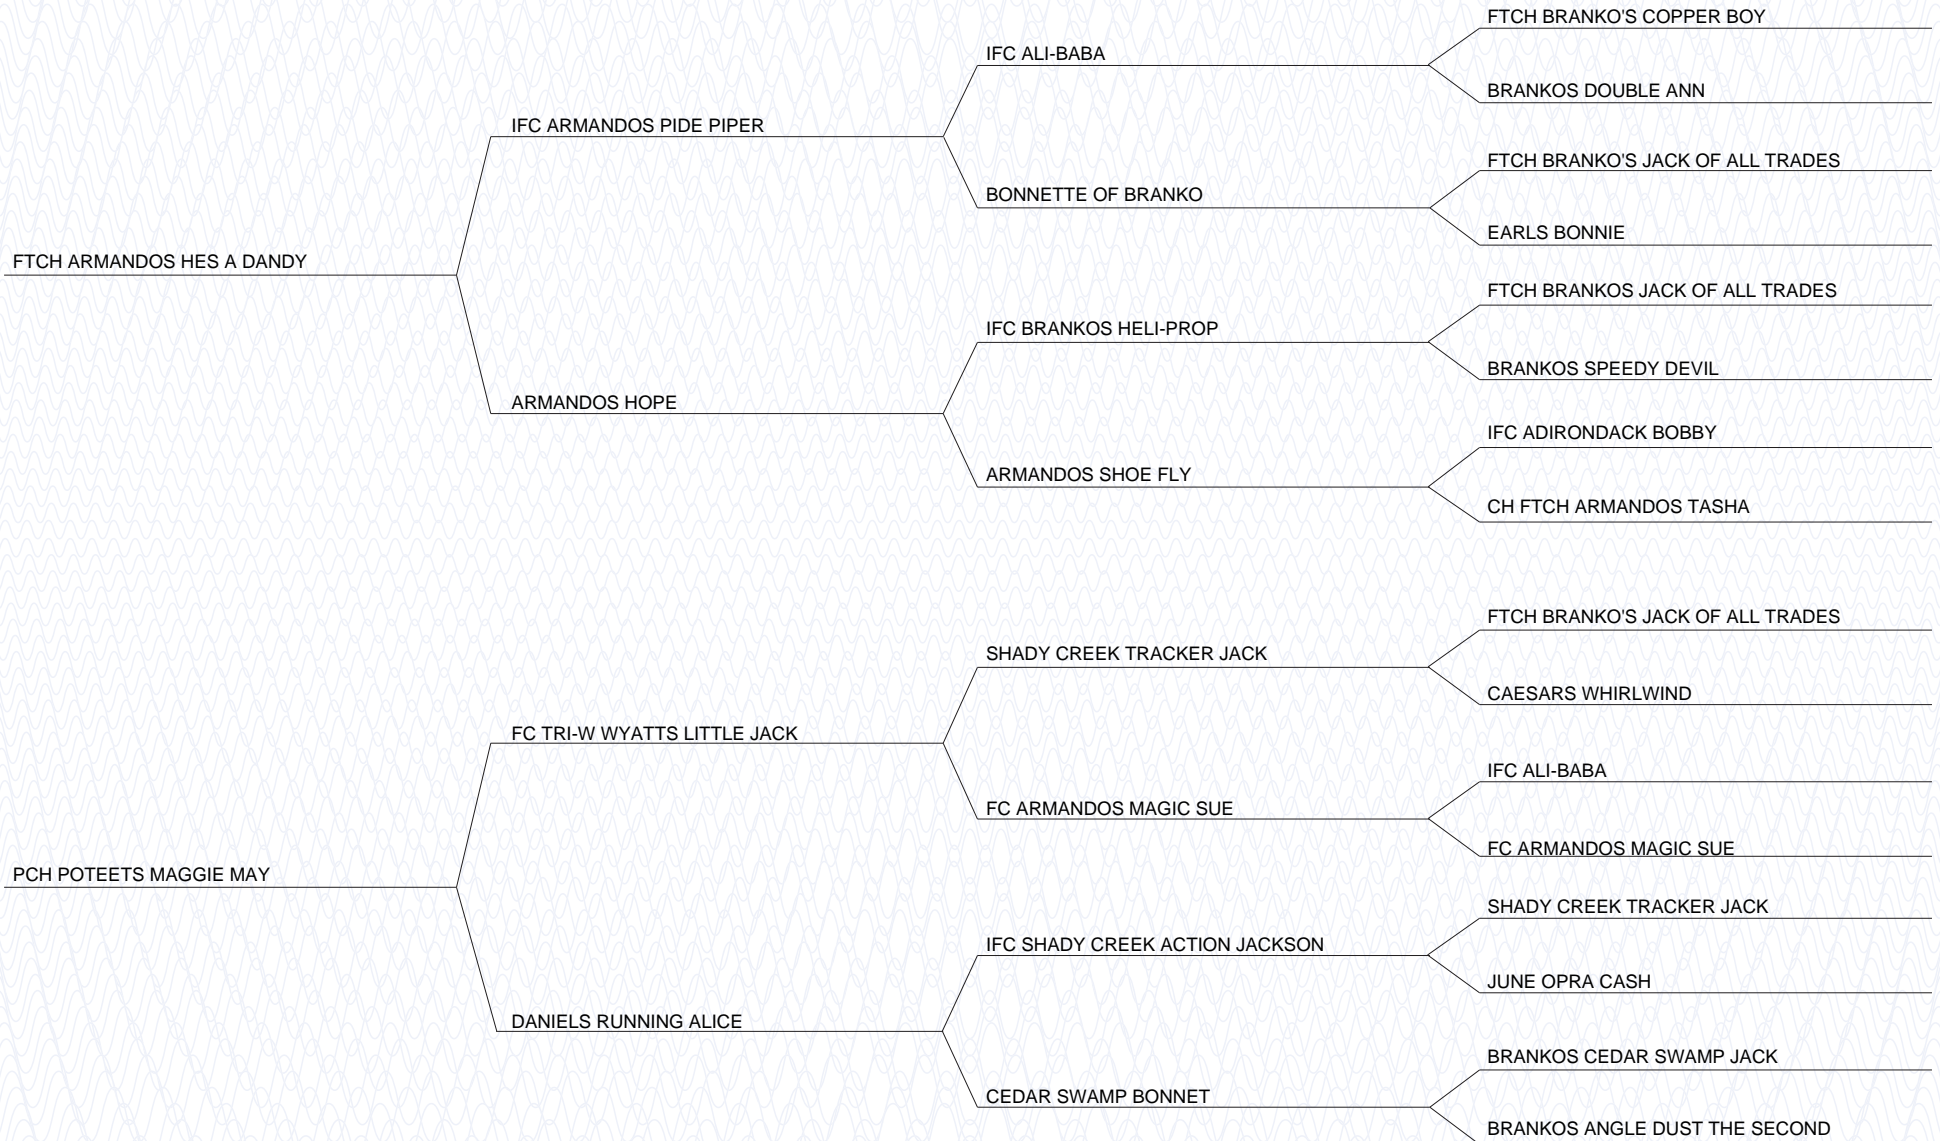 FTCH BRANKO'S COPPER BOY
IFC ALI-BABA
BRANKOS DOUBLE ANN
IFC ARMANDOS PIDE PIPER
FTCH BRANKO'S JACK OF ALL TRADES
BONNETTE OF BRANKO
EARLS BONNIE
FTCH ARMANDOS HES A DANDY
FTCH BRANKOS JACK OF ALL TRADES
IFC BRANKOS HELI-PROP
BRANKOS SPEEDY DEVIL
ARMANDOS HOPE
IFC ADIRONDACK BOBBY
ARMANDOS SHOE FLY
CH FTCH ARMANDOS TASHA
FTCH BRANKO'S JACK OF ALL TRADES
SHADY CREEK TRACKER JACK
CAESARS WHIRLWIND
FC TRI-W WYATTS LITTLE JACK
IFC ALI-BABA
FC ARMANDOS MAGIC SUE
FC ARMANDOS MAGIC SUE
PCH POTEETS MAGGIE MAY
SHADY CREEK TRACKER JACK
IFC SHADY CREEK ACTION JACKSON
JUNE OPRA CASH
DANIELS RUNNING ALICE
BRANKOS CEDAR SWAMP JACK
CEDAR SWAMP BONNET
BRANKOS ANGLE DUST THE SECOND